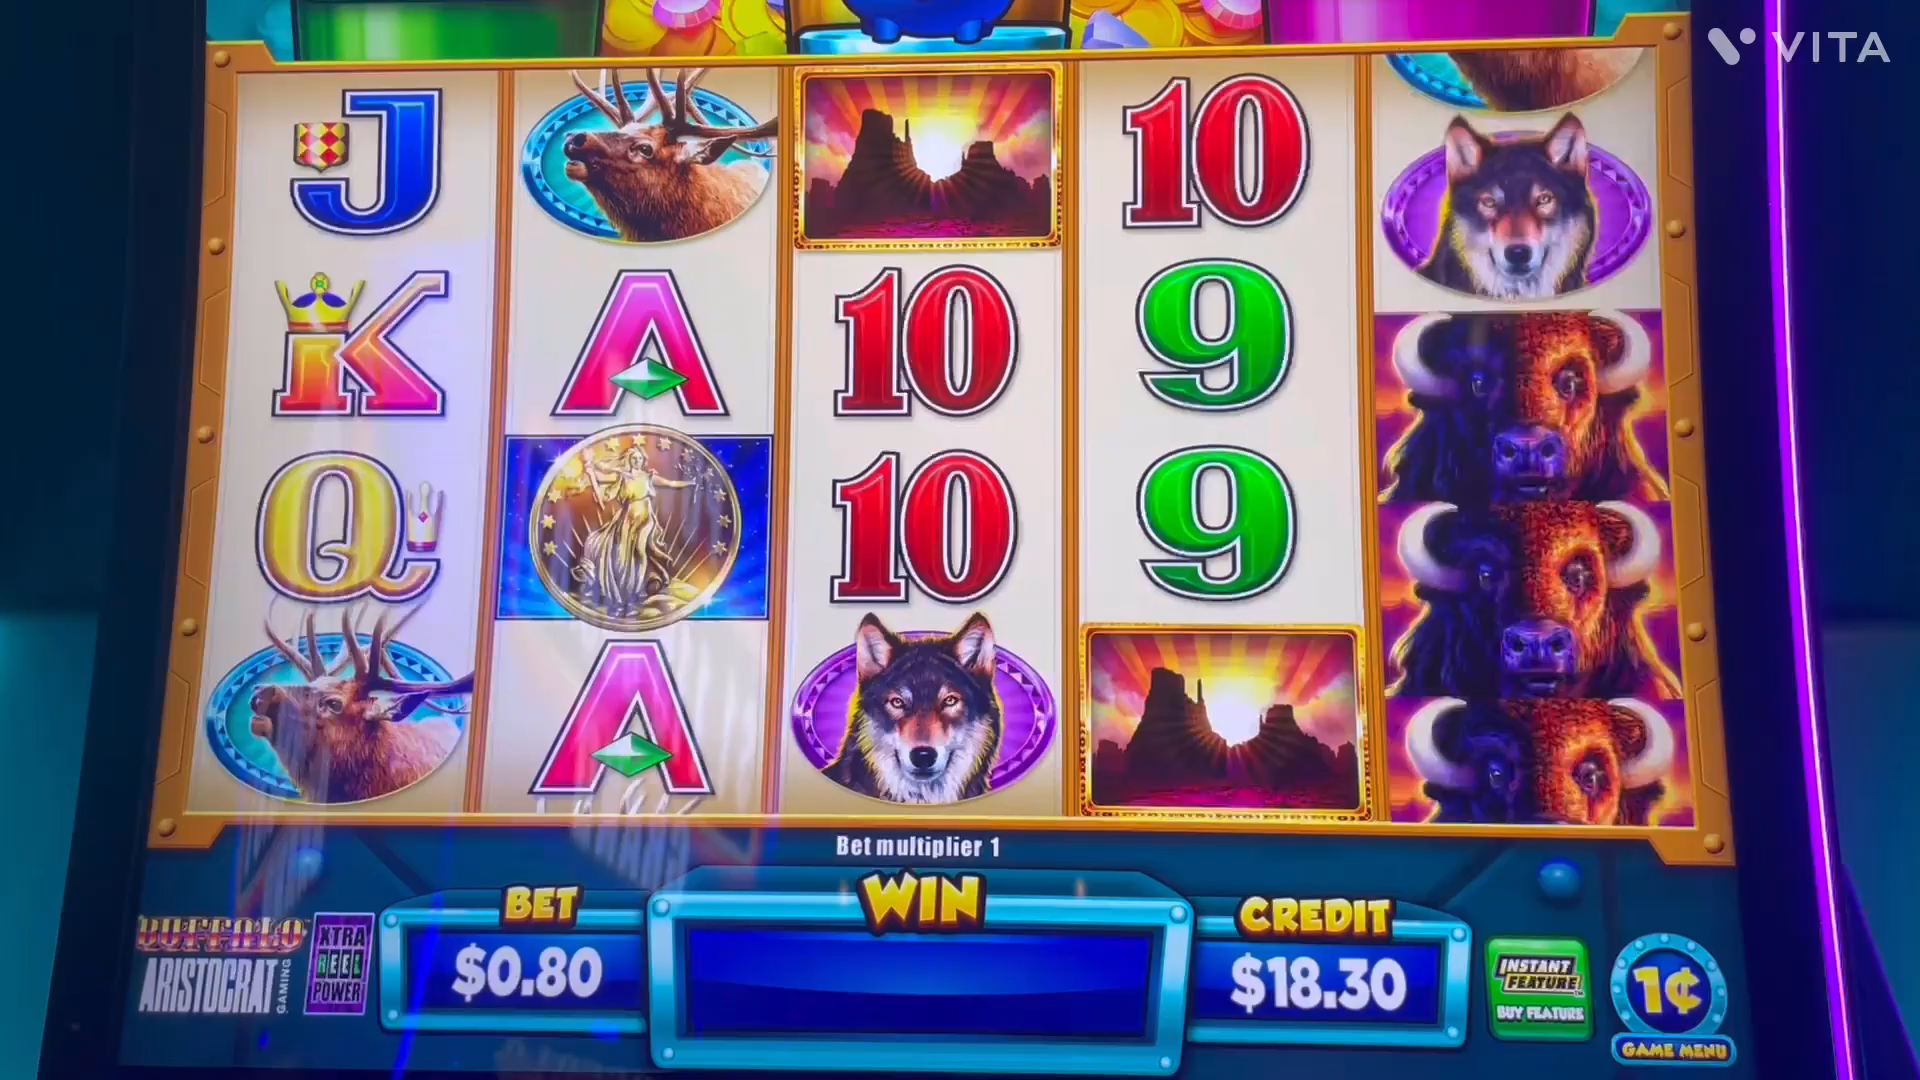 VITA
J
10
K
A
10
9
Q
10
9
A
Bet multiplier 1
BET
WIN
CREDIT
$0.80
$18.30
BUFFALO
ARISTOCRAT
GAMING
XTRA
REEL
POWER
INSTANT
FEATURE
BUY FEATURE
1¢
GAME MENU